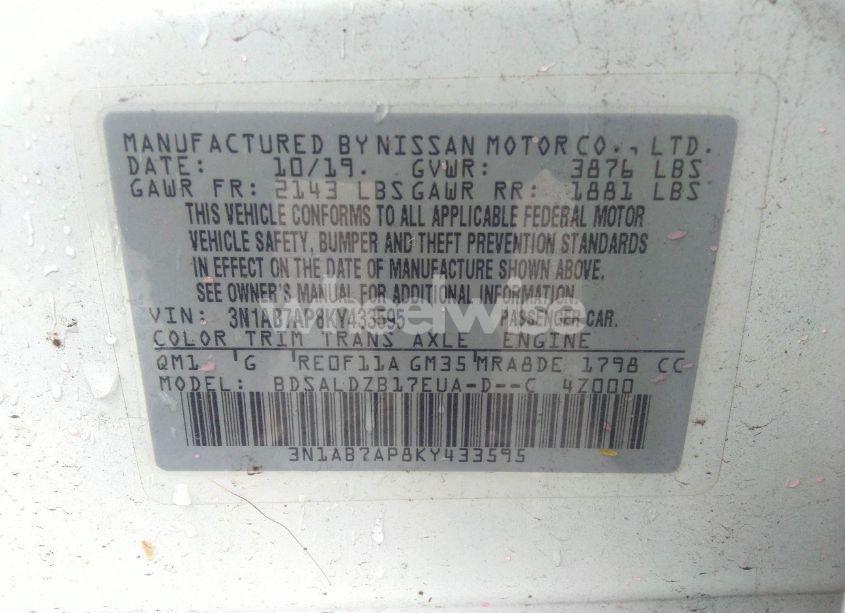 MANUFACTURED BY NISSAN MOTOR CO., LTD.
DATE: 10/19. GVWR: 3876 LBS
GAWR FR: 2143 LBS GAWR RR: 1881 LBS
THIS VEHICLE CONFORMS TO ALL APPLICABLE FEDERAL MOTOR
VEHICLE SAFETY, BUMPER AND THEFT PREVENTION STANDARDS
IN EFFECT ON THE DATE OF MANUFACTURE SHOWN ABOVE.
SEE OWNER'S MANUAL FOR ADDITIONAL INFORMATION.
wheelwise
VIN: 3N1AB7AP8KY433595 PASSENGER CAR.
COLOR TRIM TRANS AXLE ENGINE
QM1 'G 'RE0F11A GM35'MRA8DE 1798 CC
MODEL: BDSALDZB17EUA-D--C 4Z000
3N1AB7AP8KY433595